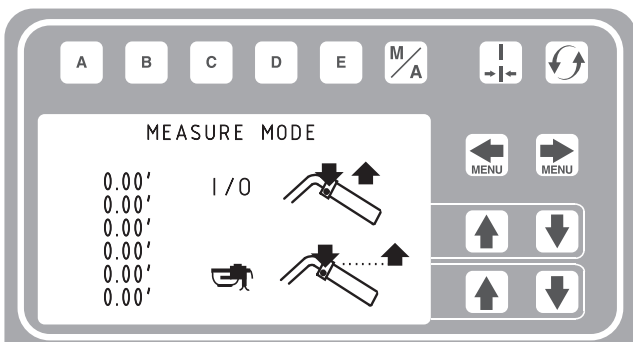 A B C D E M/A
MENU MENU
MEASURE MODE
0.00' I/O
0.00'
0.00'
0.00'
0.00'
0.00'